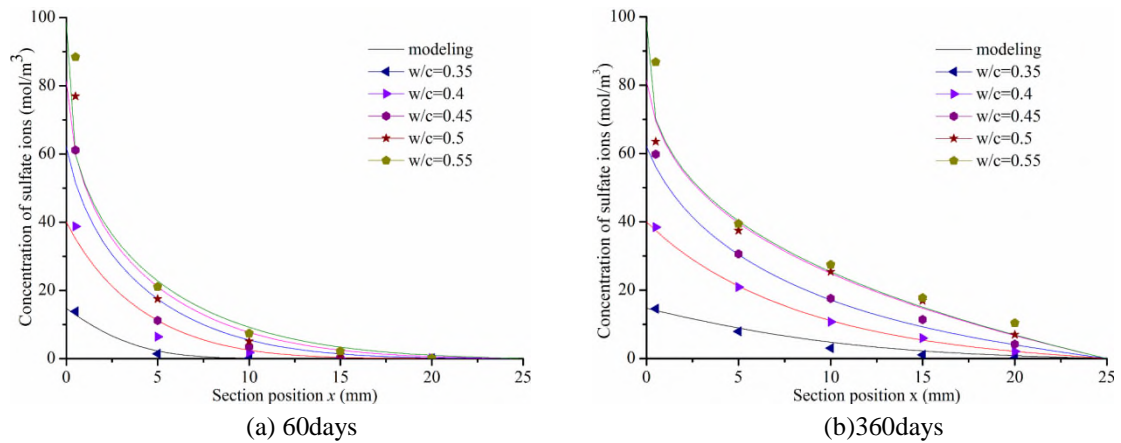 100
80
60
40
20
0
0
5
10
15
20
25
Concentration of sulfate ions (mol/m³)
Section position x (mm)
modeling
w/c=0.35
w/c=0.4
w/c=0.45
w/c=0.5
w/c=0.55
(a) 60days
100
80
60
40
20
0
0
5
10
15
20
25
Concentration of sulfate ions (mol/m³)
Section position x (mm)
modeling
w/c=0.35
w/c=0.4
w/c=0.45
w/c=0.5
w/c=0.55
(b)360days